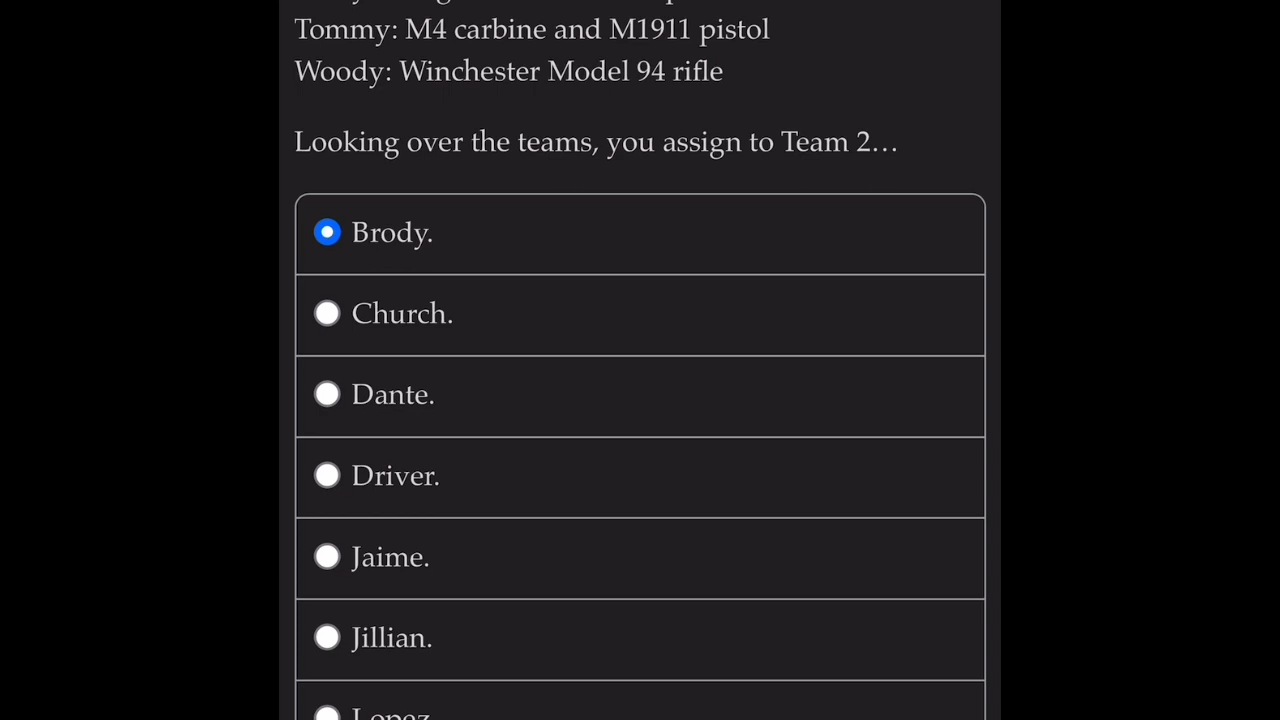 Tommy: M4 carbine and M1911 pistol
Woody: Winchester Model 94 rifle
Looking over the teams, you assign to Team 2…
Brody.
Church.
Dante.
Driver.
Jaime.
Jillian.
Lopez